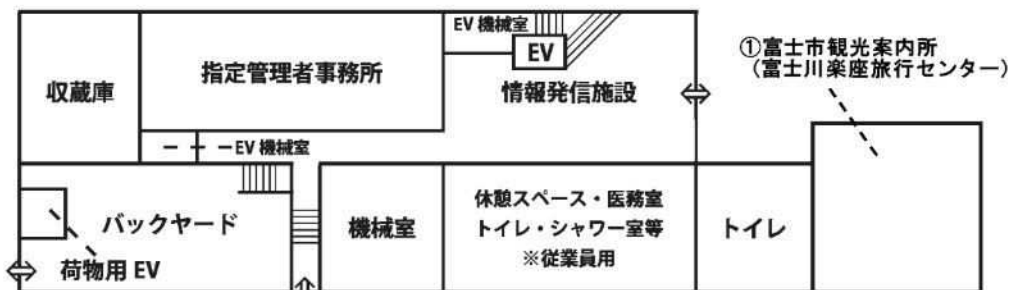 EV 機械室
EV
①富士市観光案内所
(富士川楽座旅行センター)
収蔵庫
指定管理者事務所
情報発信施設
EV 機械室
バックヤード
荷物用 EV
機械室
休憩スペース・医務室
トイレ・シャワー室等
※従業員用
トイレ